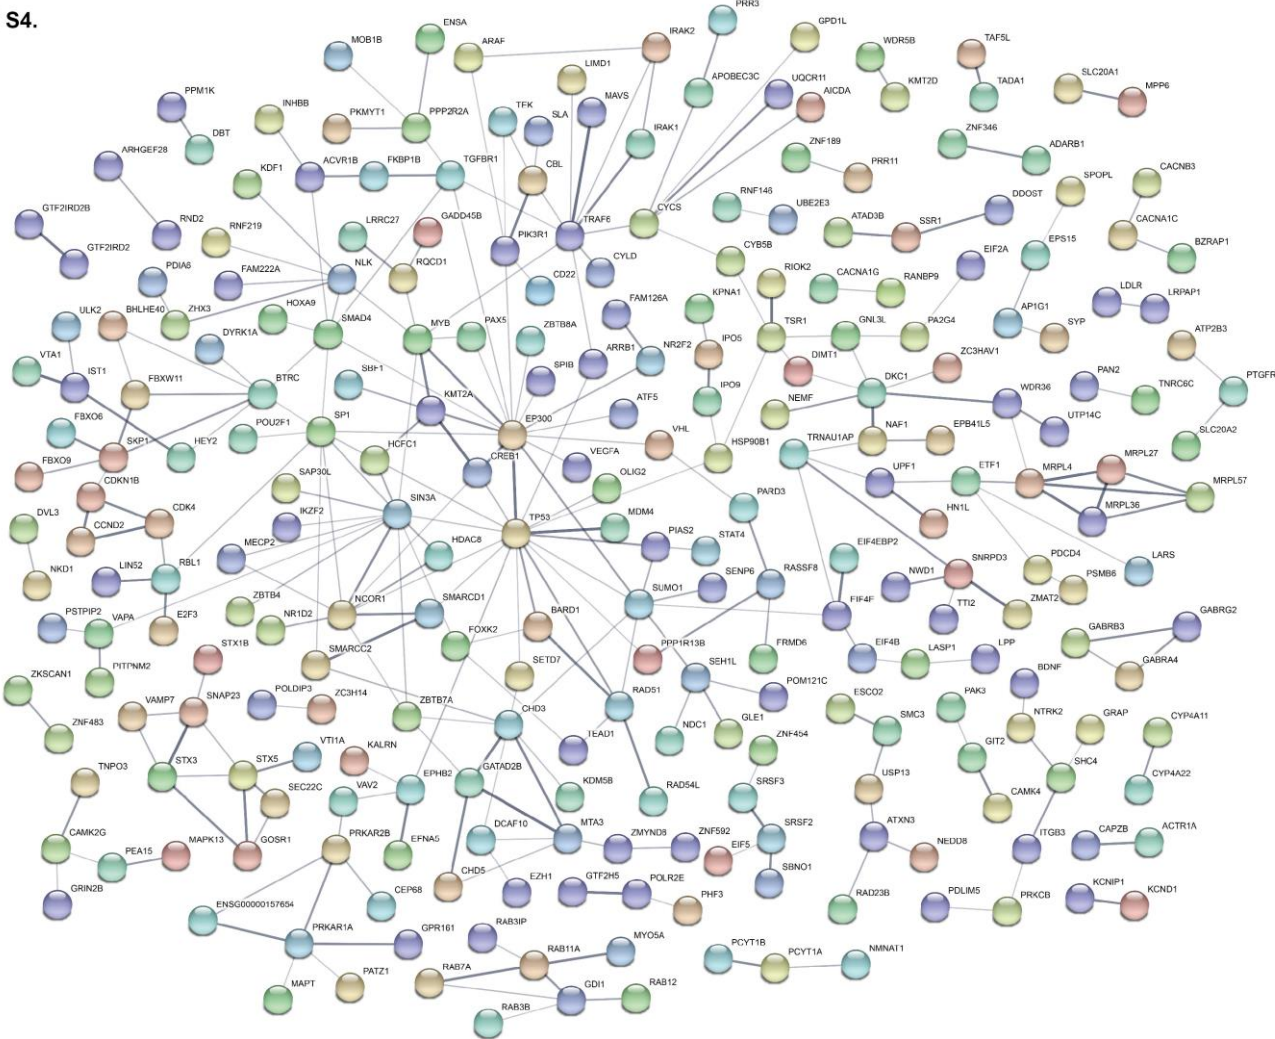 S4.
PRR3
ENSA
MOB1B
ARAF
IRAK2
GPD1L
WDR5B
TAF5L
LIMD1
APOBEC3C
UQCR11
KMT2D
TADA1
SLC20A1
MPP6
PPM1K
INHBB
PKMYT1
PPP2R2A
TFK
SLA
MAVS
AICDA
DBT
IRAK1
ZNF346
ADARB1
ZNF189
PRR11
ARHGEF28
KDF1
ACVR1B
FKBP1B
TGFBR1
CBL
CACNB3
SPOPL
RNF146
UBE2E3
DDOST
GTF2IRD2B
RND2
RNF219
LRRC27
GADD45B
TRAF6
CYCS
ATAD3B
SSR1
CACNA1C
BZRAP1
GTF2IRD2
PIK3R1
CYB5B
EPS15
EIF2A
PDIA6
FAM222A
NLK
RQCD1
CD22
CYLD
RIOK2
CACNA1G
RANBP9
LDLR
LRPAP1
ULK2
BHLHE40
ZHX3
HOXA9
SMAD4
MYB
PAX5
ZBTB8A
FAM126A
KPNA1
AP1G1
SYP
TSR1
GNL3L
PA2G4
ATP2B3
DYRK1A
VTA1
IST1
FBXW11
BTRC
SBF1
SPIB
ARRB1
NR2F2
IPO5
DIMT1
ZC3HAV1
DKC1
PAN2
TNRC6C
PTGFR
KMT2A
IPO9
NEMF
WDR36
UTP14C
FBXO6
POU2F1
SP1
EP300
ATF5
SKP1
HEY2
VHL
HSP90B1
NAF1
EPB41L5
SLC20A2
FBXO9
HCFC1
CREB1
VEGFA
TRNAU1AP
CDKN1B
SAP30L
OLIG2
UPF1
ETF1
MRPL4
MRPL27
MRPL57
CCND2
CDK4
SIN3A
PARD3
MRPL36
DVL3
IKZF2
TP53
MDM4
HN1L
MECP2
HDAC8
PIAS2
STAT4
NKD1
LIN52
RBL1
EIF4EBP2
SNRPD3
PDCD4
LARS
SENP6
RASSF8
NWD1
PSMB6
ZBTB4
NCOR1
SMARCD1
SUMO1
PSTPIP2
VAPA
E2F3
NR1D2
BARD1
FIF4F
TTI2
ZMAT2
GABRG2
GABRB3
FOXK2
PPP1R13B
FRMD6
EIF4B
LASP1
LPP
PITPNM2
STX1B
SMARCC2
SETD7
SEH1L
GABRA4
ZKSCAN1
BDNF
POM121C
VAMP7
SNAP23
POLDIP3
ZC3H14
ZBTB7A
CHD3
RAD51
ESCO2
PAK3
NTRK2
GRAP
CYP4A11
ZNF483
NDC1
GLE1
SMC3
VTI1A
KALRN
TEAD1
ZNF454
GIT2
SHC4
TNPO3
STX3
STX5
SEC22C
VAV2
EPHB2
GATAD2B
KDM5B
RAD54L
SRSF3
USP13
CAMK4
CYP4A22
CAMK2G
PEA15
MAPK13
GOSR1
PRKAR2B
EFNA5
DCAF10
MTA3
ZMYND8
ZNF592
EIF5
SRSF2
ATXN3
NEDD8
ITGB3
CAPZB
ACTR1A
GRIN2B
CHD5
SBNO1
CEP68
EZH1
GTF2H5
POLR2E
PHF3
RAD23B
PDLIM5
PRKCB
KCNIP1
KCND1
ENSG00000157654
PRKAR1A
GPR161
RAB3IP
MYO5A
RAB11A
PCYT1B
PCYT1A
NMNAT1
RAB7A
MAPT
PATZ1
GDI1
RAB12
RAB3B